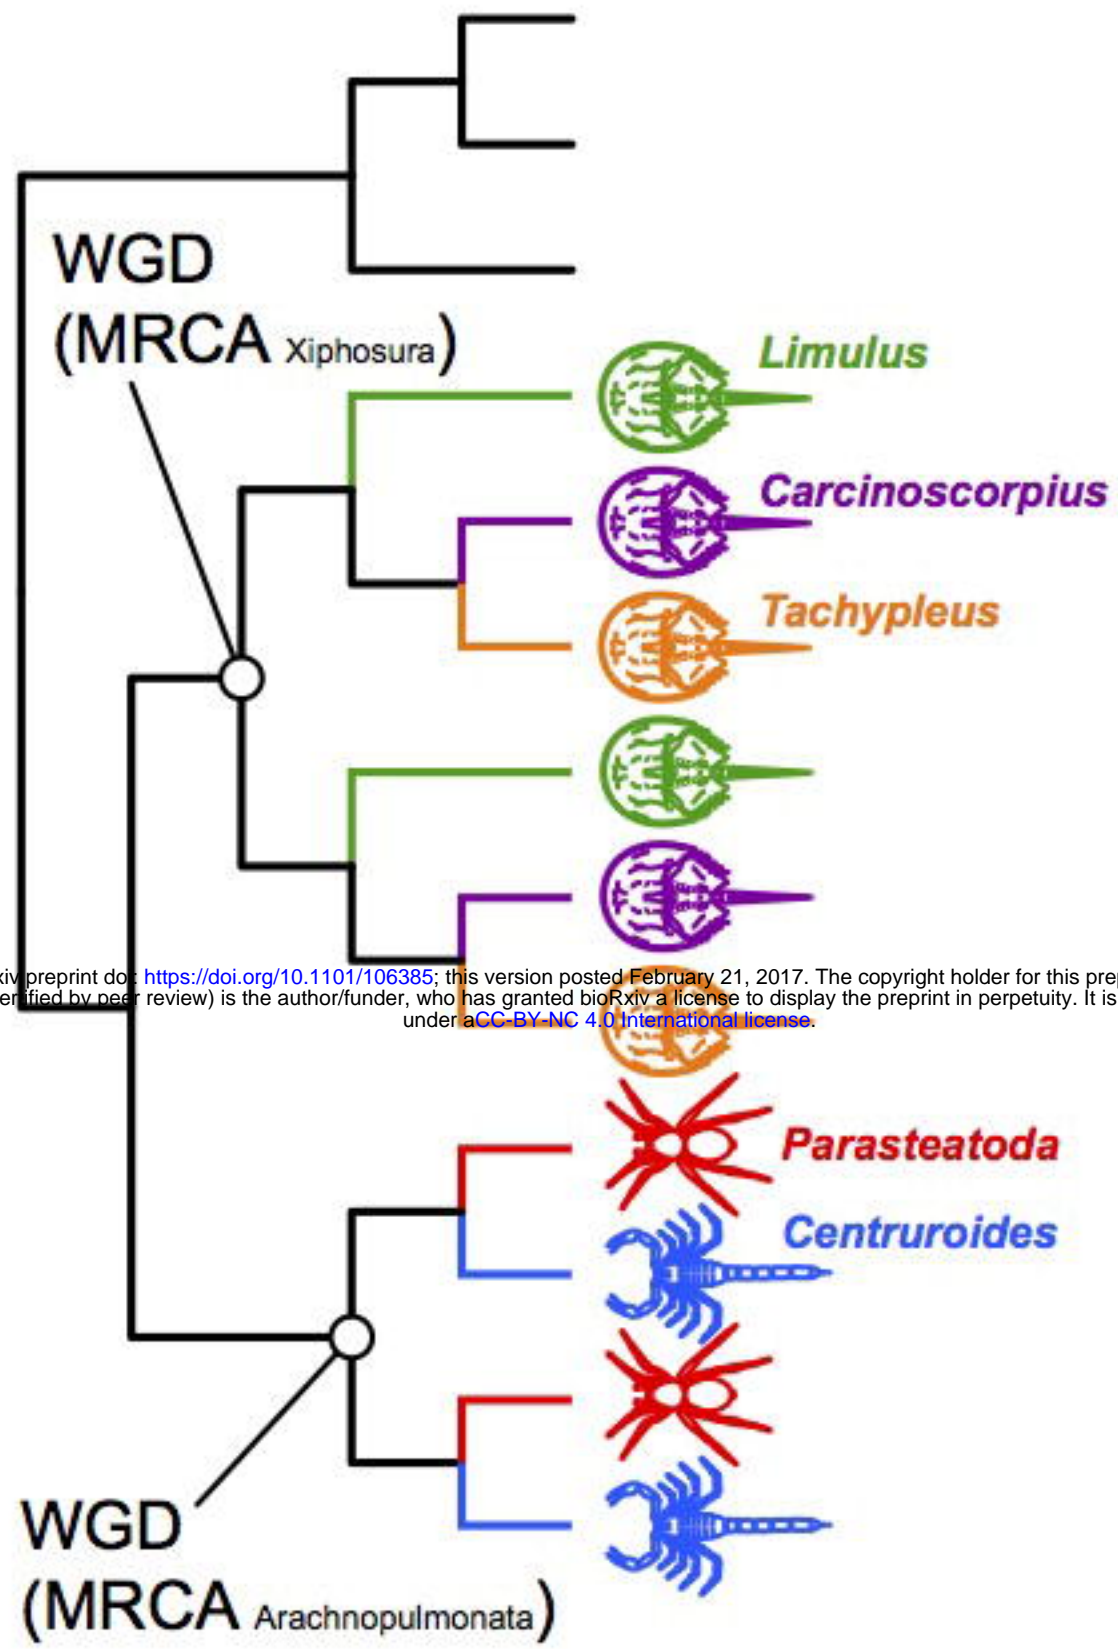 WGD
(MRCA Xiphosura)
Limulus
Carcinoscorpius
Tachypleus
preprint doi: https://doi.org/10.1101/106385; this version posted February 21, 2017. The copyright holder for this
by peer review) is the author/funder, who has granted bioRxiv a license to display the preprint in perpetuity. It is
under aCC-BY-NC 4.0 International license.
Parasteatoda
Centruroides
WGD
(MRCA Arachnopulmonata)